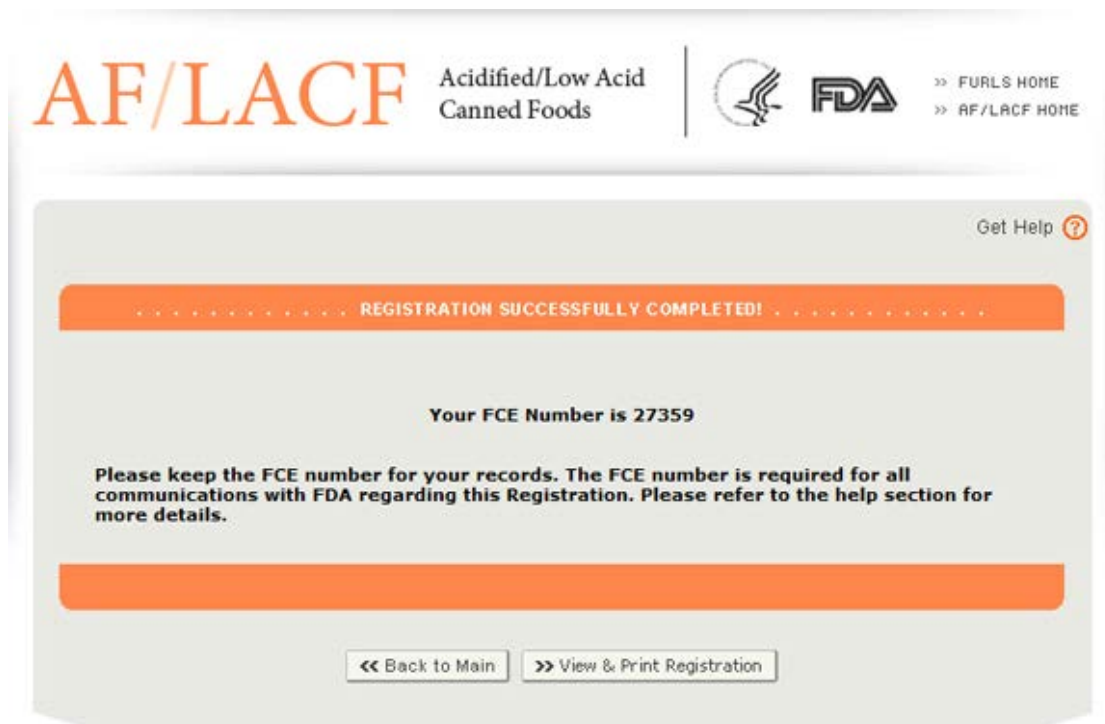 AF/LACF
Acidified/Low Acid
Canned Foods
FDA
>> FURLS HOME
>> AF/LACF HOME
Get Help ?
. . . . . . . . . . . . REGISTRATION SUCCESSFULLY COMPLETED! . . . . . . . . . . . .
Your FCE Number is 27359
Please keep the FCE number for your records. The FCE number is required for all
communications with FDA regarding this Registration. Please refer to the help section for
more details.
<< Back to Main
>> View & Print Registration